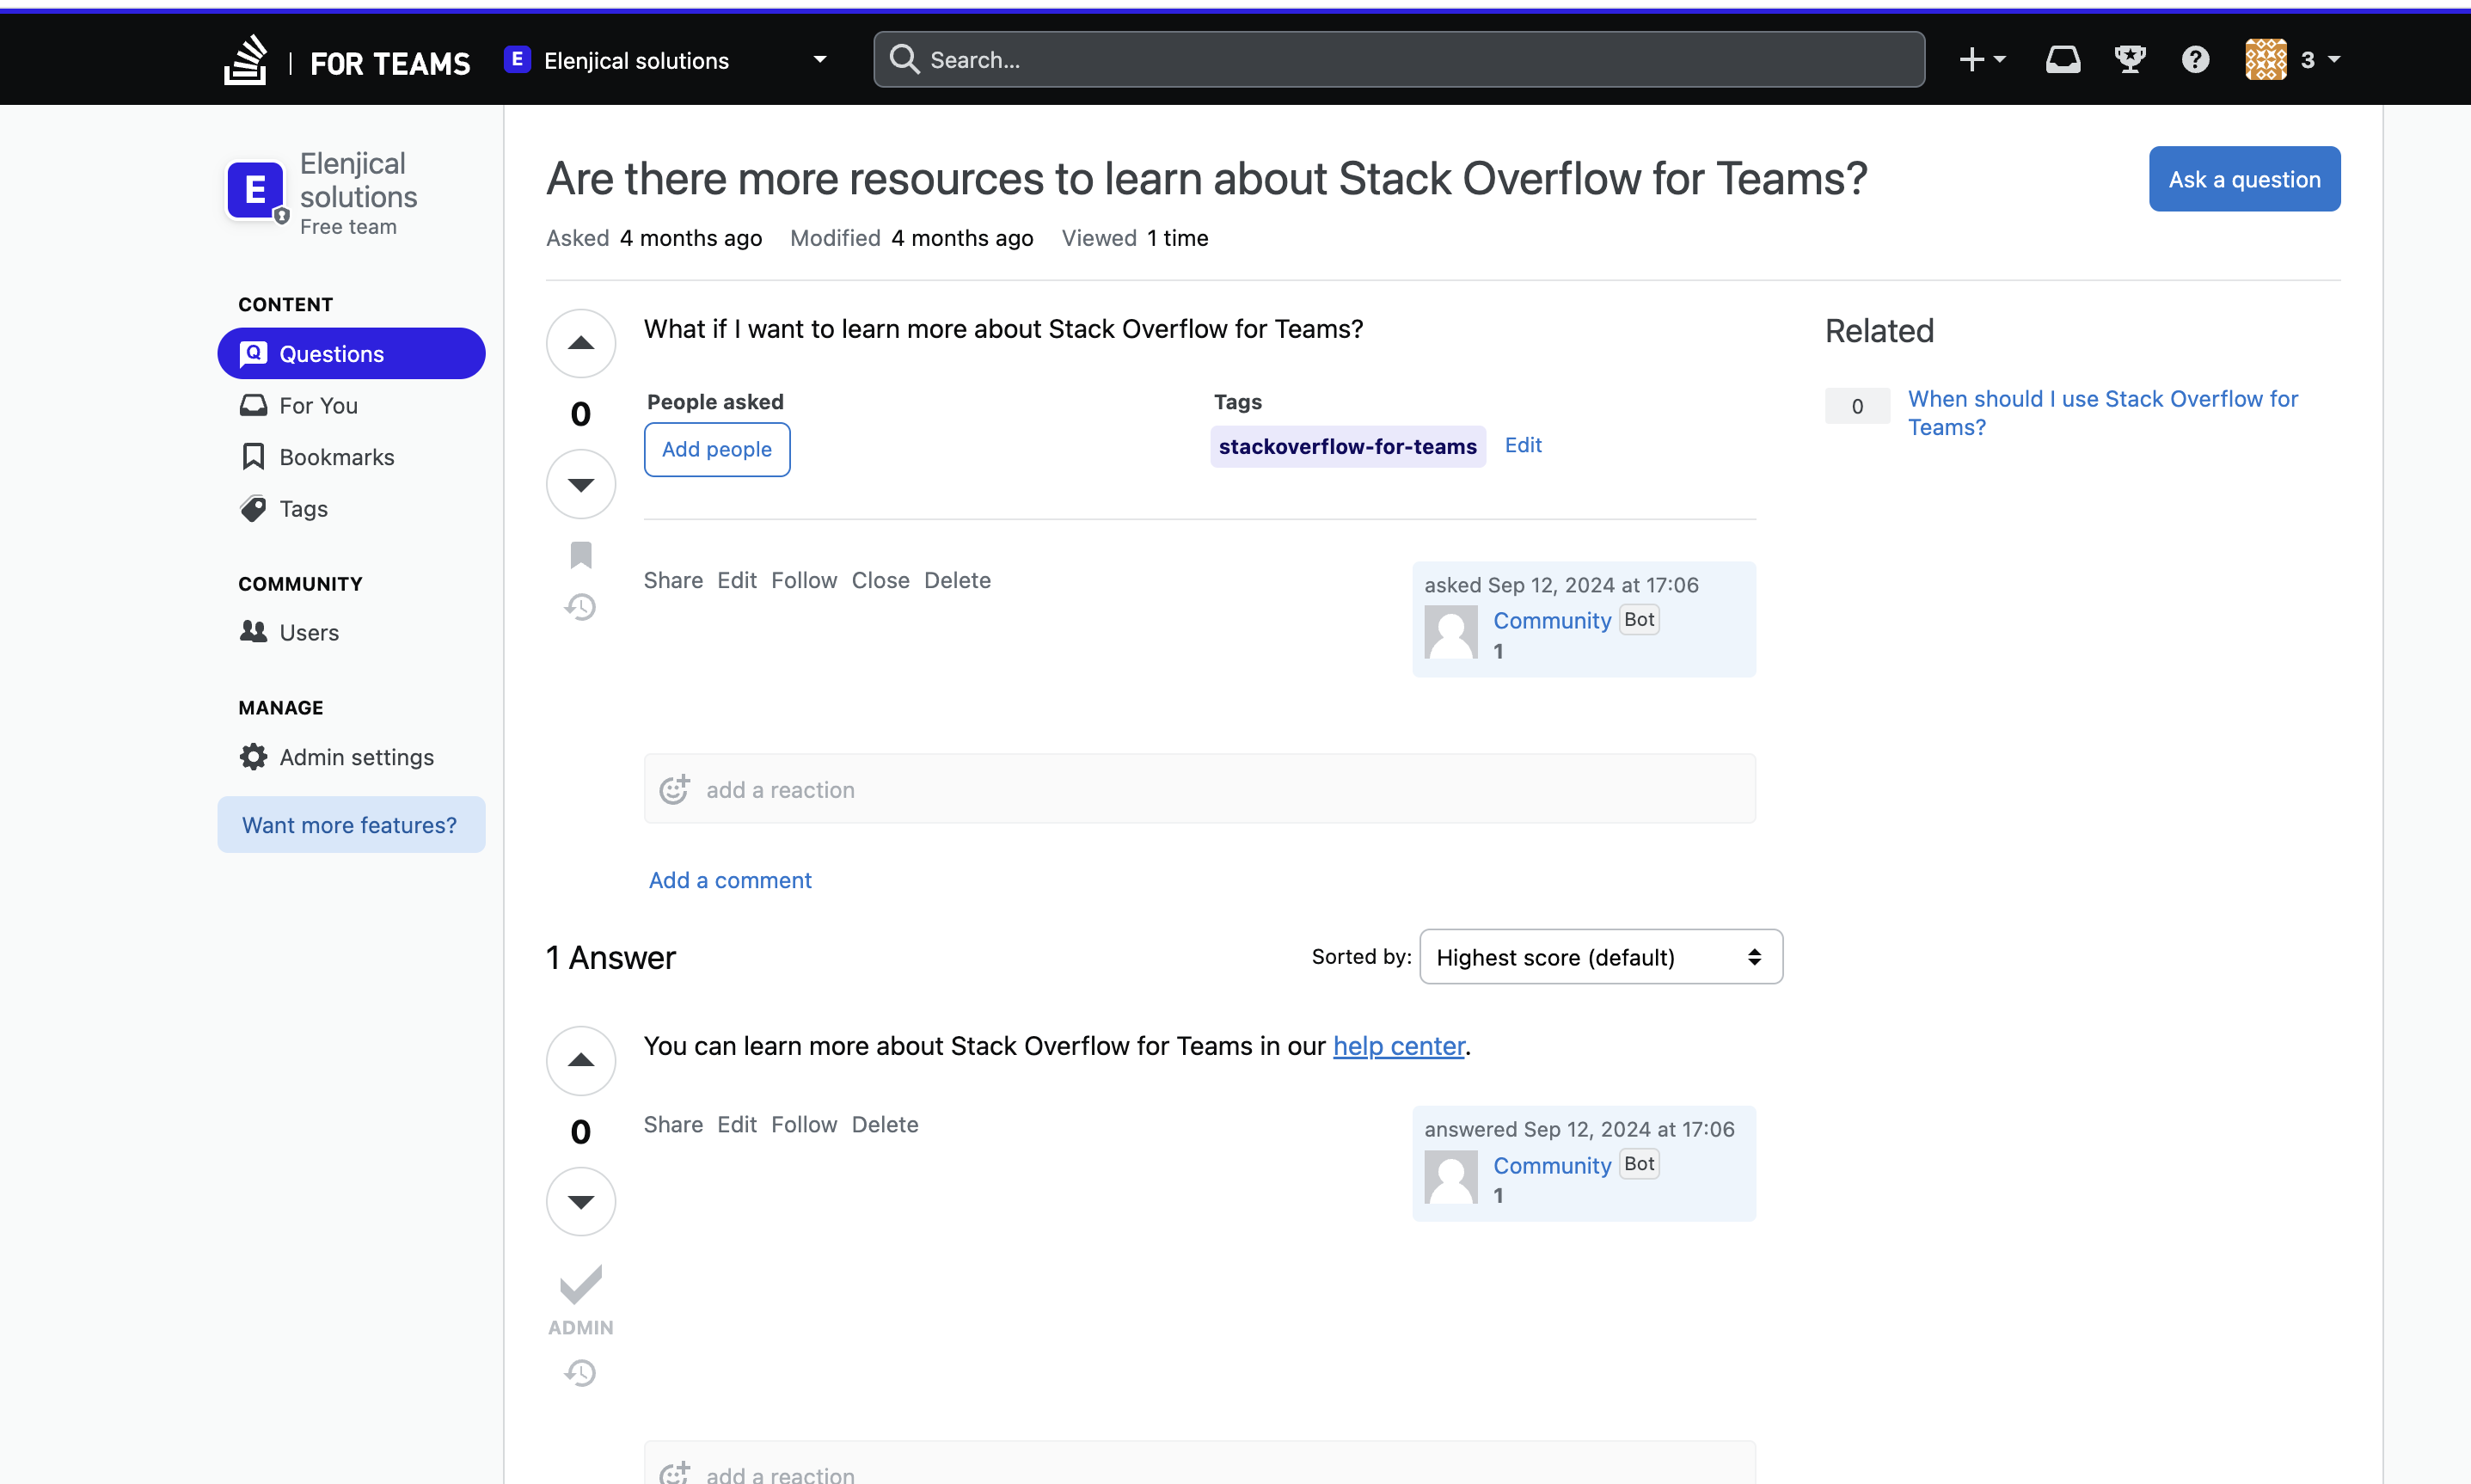 FOR TEAMS
E Elenjical solutions
Search...
3
E
Elenjical
solutions
Free team
CONTENT
Questions
For You
Bookmarks
Tags
COMMUNITY
Users
MANAGE
Admin settings
Want more features?
Are there more resources to learn about Stack Overflow for Teams?
Ask a question
Asked 4 months ago Modified 4 months ago Viewed 1 time
What if I want to learn more about Stack Overflow for Teams?
0
People asked
Add people
Tags
stackoverflow-for-teams Edit
Share Edit Follow Close Delete
asked Sep 12, 2024 at 17:06
Community Bot
1
add a reaction
Add a comment
Related
0 When should I use Stack Overflow for
Teams?
1 Answer
Sorted by: Highest score (default)
You can learn more about Stack Overflow for Teams in our help center.
0
Share Edit Follow Delete
answered Sep 12, 2024 at 17:06
Community Bot
1
ADMIN
add a reaction